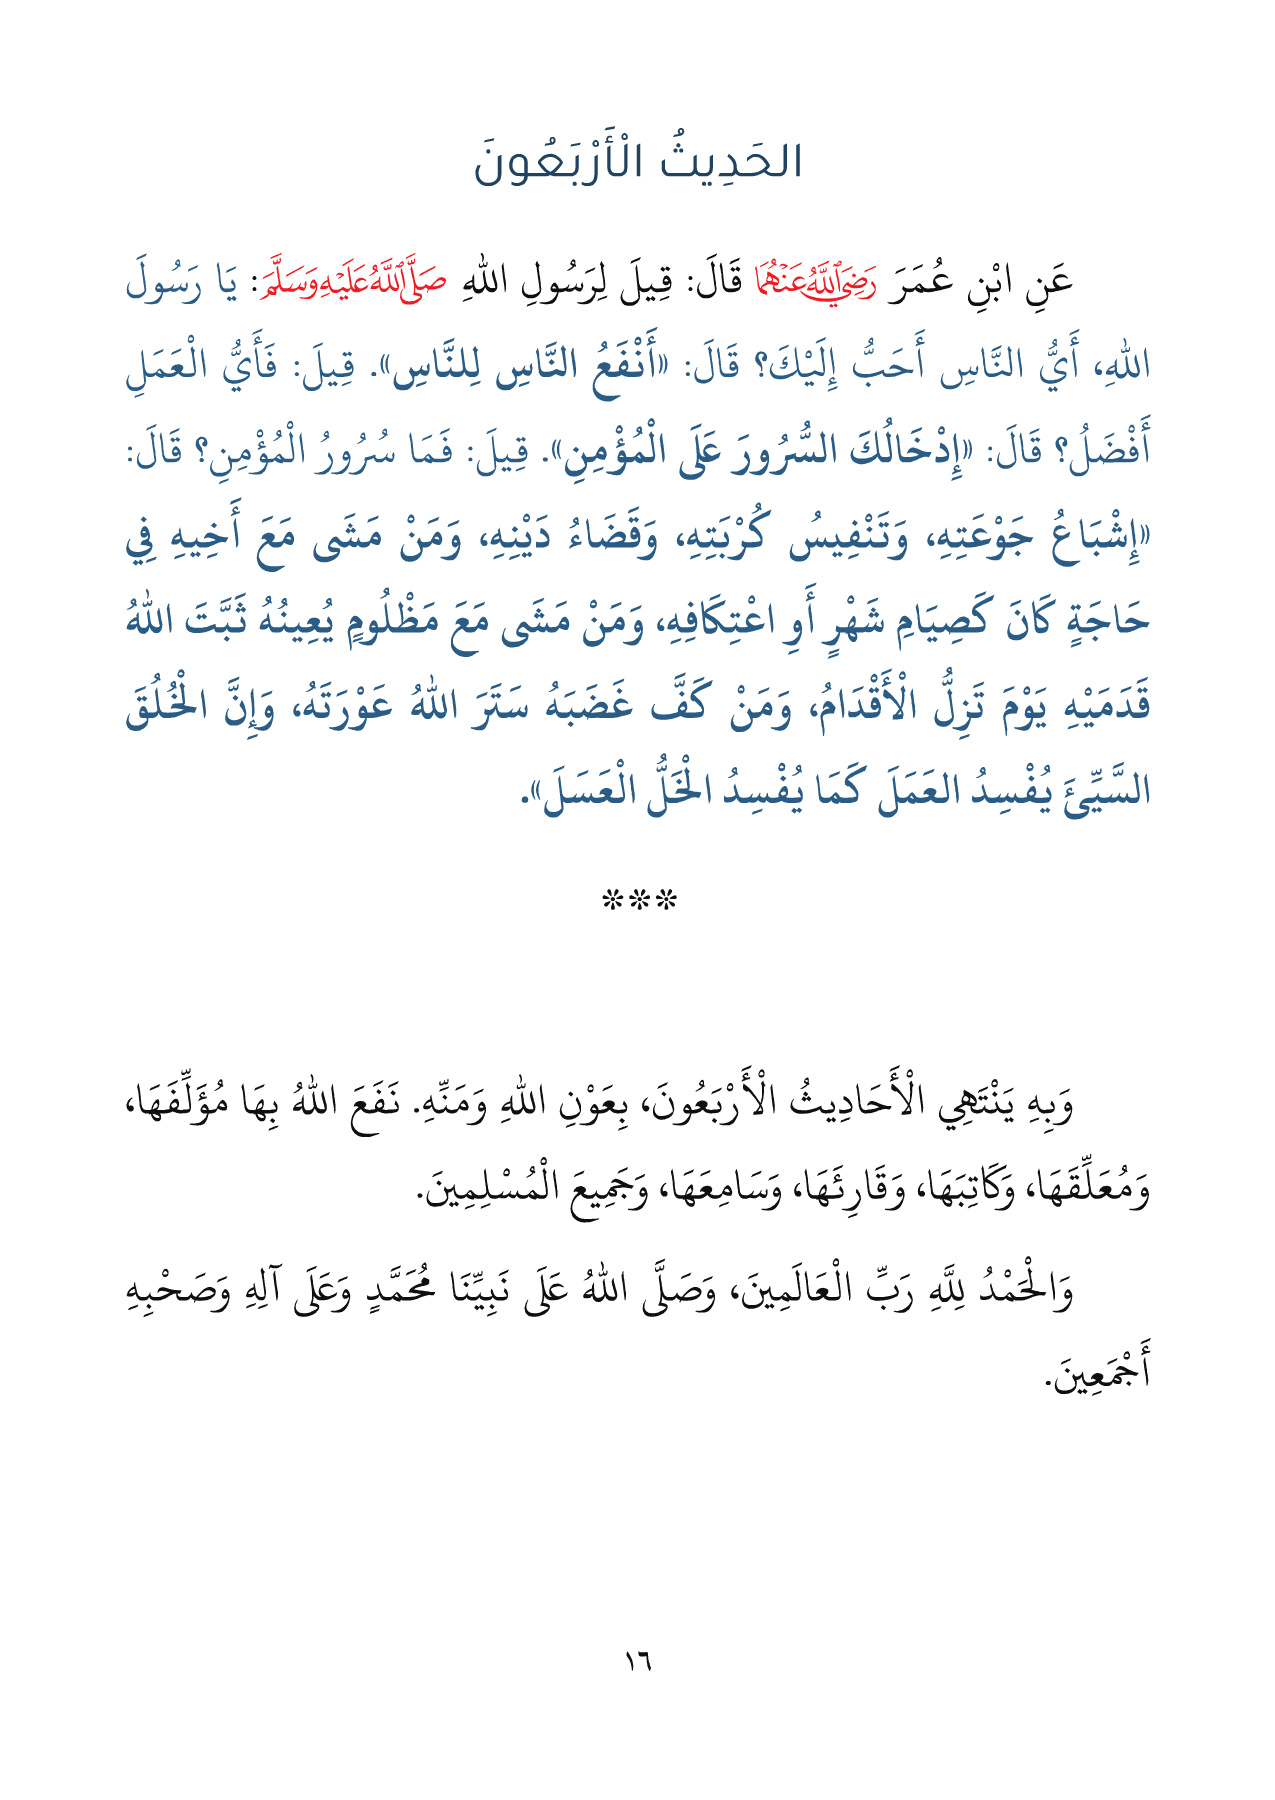 الحَدِيثُ الْأَرْبَعُونَ
عَنِ ابْنِ عُمَرَ رَضِيَ اللَّهُ عَنْهُمَا قَالَ: قِيلَ لِرَسُولِ اللهِ صَلَّى اللَّهُ عَلَيْهِ وَسَلَّمَ: يَا رَسُولَ
اللهِ، أَيُّ النَّاسِ أَحَبُّ إِلَيْكَ؟ قَالَ: «أَنْفَعُ النَّاسِ لِلنَّاسِ». قِيلَ: فَأَيُّ الْعَمَلِ
أَفْضَلُ؟ قَالَ: «إِدْخَالُكَ السُّرُورَ عَلَى الْمُؤْمِنِ». قِيلَ: فَمَا سُرُورُ الْمُؤْمِنِ؟ قَالَ:
«إِشْبَاعُ جَوْعَتِهِ، وَتَنْفِيسُ كُرْبَتِهِ، وَقَضَاءُ دَيْنِهِ، وَمَنْ مَشَى مَعَ أَخِيهِ فِي
حَاجَةٍ كَانَ كَصِيَامِ شَهْرٍ أَوِ اعْتِكَافِهِ، وَمَنْ مَشَى مَعَ مَظْلُومٍ يُعِينُهُ ثَبَّتَ اللهُ
قَدَمَيْهِ يَوْمَ تَزِلُّ الْأَقْدَامُ، وَمَنْ كَفَّ غَضَبَهُ سَتَرَ اللهُ عَوْرَتَهُ، وَإِنَّ الْخُلُقَ
السَّيِّئَ يُفْسِدُ العَمَلَ كَمَا يُفْسِدُ الْخَلُّ الْعَسَلَ».
***
وَبِهِ يَنْتَهِي الْأَحَادِيثُ الْأَرْبَعُونَ، بِعَوْنِ اللهِ وَمَنِّهِ. نَفَعَ اللهُ بِهَا مُؤَلِّفَهَا،
وَمُعَلِّقَهَا، وَكَاتِبَهَا، وَقَارِئَهَا، وَسَامِعَهَا، وَجَمِيعَ الْمُسْلِمِينَ.
وَالْحَمْدُ لِلَّهِ رَبِّ الْعَالَمِينَ، وَصَلَّى اللهُ عَلَى نَبِيِّنَا مُحَمَّدٍ وَعَلَى آلِهِ وَصَحْبِهِ
أَجْمَعِينَ.
١٦